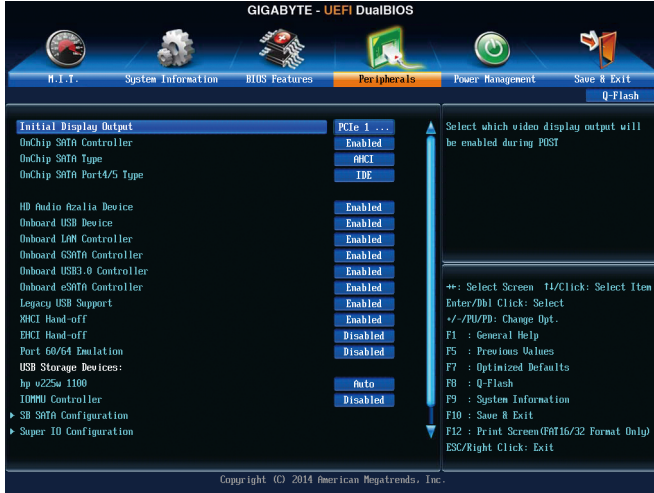 GIGABYTE - UEFI DualBIOS
M.I.T.
System Information
BIOS Features
Peripherals
Power Management
Save & Exit
Q-Flash
Initial Display Output PCIe 1 ...
OnChip SATA Controller Enabled
OnChip SATA Type AHCI
OnChip SATA Port4/5 Type IDE
HD Audio Azalia Device Enabled
Onboard USB Device Enabled
Onboard LAN Controller Enabled
Onboard GSATA Controller Enabled
Onboard USB3.0 Controller Enabled
Onboard eSATA Controller Enabled
Legacy USB Support Enabled
XHCI Hand-off Enabled
EHCI Hand-off Disabled
Port 60/64 Emulation Disabled
USB Storage Devices:
hp v225w 1100 Auto
IOMMU Controller Disabled
SB SATA Configuration
Super IO Configuration
Select which video display output will
be enabled during POST
→←: Select Screen ↑↓/Click: Select Item
Enter/Dbl Click: Select
+/-/PU/PD: Change Opt.
F1 : General Help
F5 : Previous Values
F7 : Optimized Defaults
F8 : Q-Flash
F9 : System Information
F10 : Save & Exit
F12 : Print Screen(FAT16/32 Format Only)
ESC/Right Click: Exit
Copyright (C) 2014 American Megatrends, Inc.